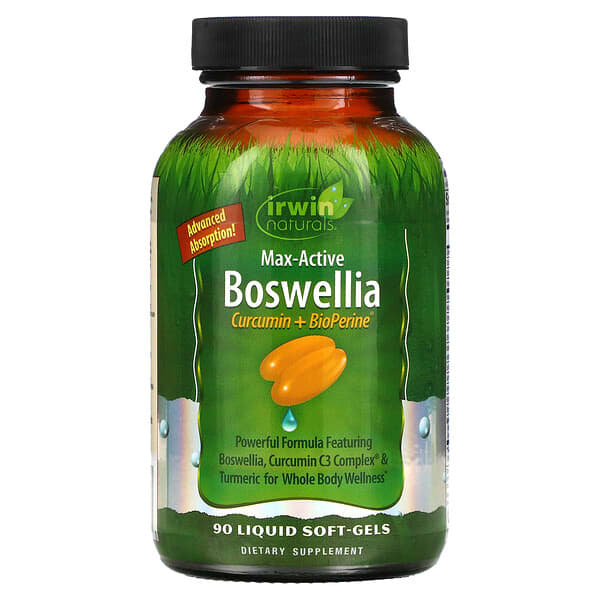 irwin
naturals®
Advanced
Absorption!
Max-Active
Boswellia
Curcumin + BioPerine®
Powerful Formula Featuring
Boswellia, Curcumin C3 Complex® &
Turmeric for Whole Body Wellness*
90 LIQUID SOFT-GELS
DIETARY SUPPLEMENT